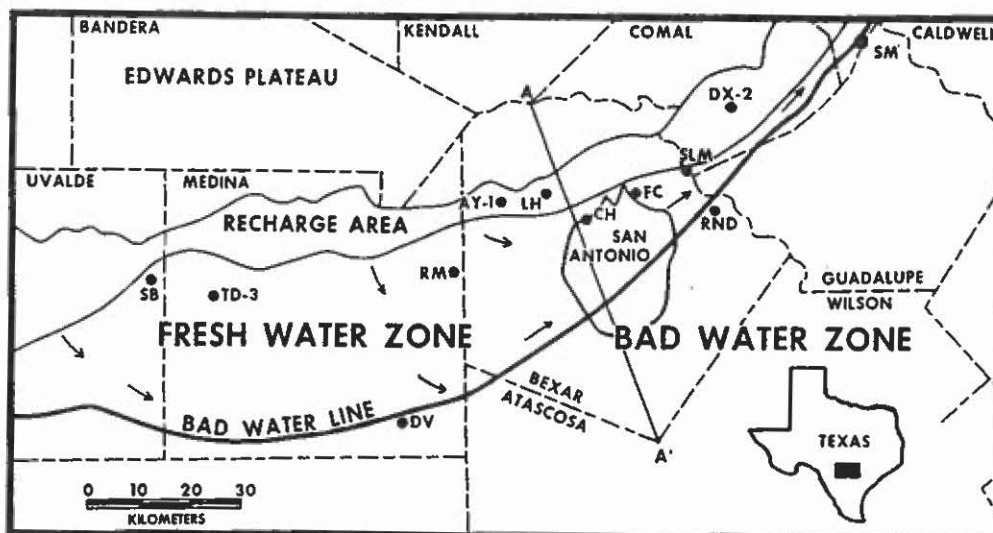 BANDERA
KENDALL
COMAL
CALDWELL
SM
EDWARDS PLATEAU
A
DX-2
SLM
UVALDE
MEDINA
AY-1
LH
FC
RECHARGE AREA
CH
RND
SAN
ANTONIO
RM
SB
TD-3
GUADALUPE
WILSON
FRESH WATER ZONE
BAD WATER ZONE
BEXAR
ATASCOSA
BAD WATER LINE
DV
TEXAS
A'
0 10 20 30
KILOMETERS